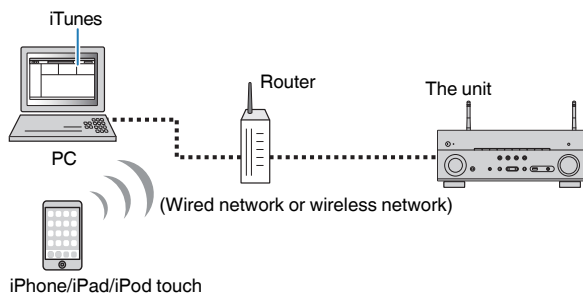 iTunes
Router
The unit
PC
(Wired network or wireless network)
iPhone/iPad/iPod touch